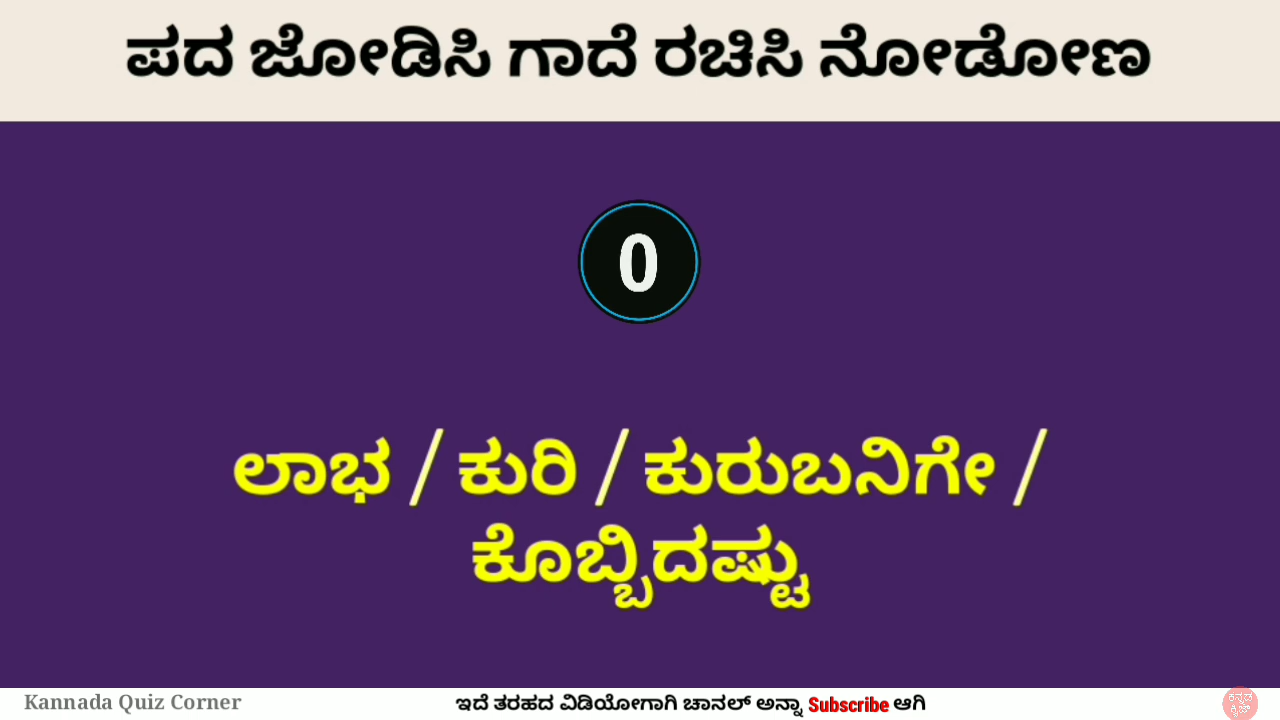 ಪದ ಜೋಡಿಸಿ ಗಾದೆ ರಚಿಸಿ ನೋಡೋಣ
0
ಲಾಭ / ಕುರಿ / ಕುರುಬನಿಗೇ /
ಕೊಬ್ಬಿದಷ್ಟು
Kannada Quiz Corner
ಇದೆ ತರಹದ ವಿಡಿಯೋಗಾಗಿ ಚಾನಲ್ ಅನ್ನಾ Subscribe ಆಗಿ